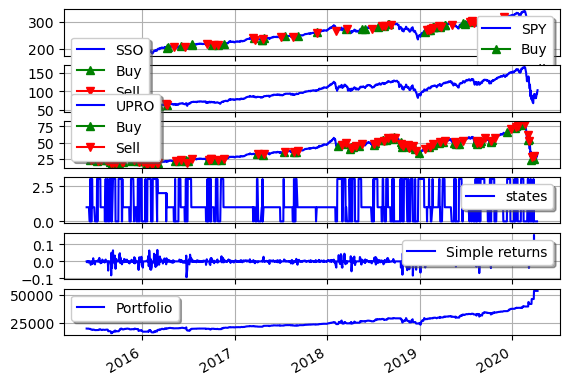 300
200
SPY
Buy
150
100
50
SSO
Buy
Sell
75
50
25
UPRO
Buy
Sell
2.5
0.0
states
0.1
0.0
−0.1
Simple returns
50000
25000
Portfolio
2016
2017
2018
2019
2020